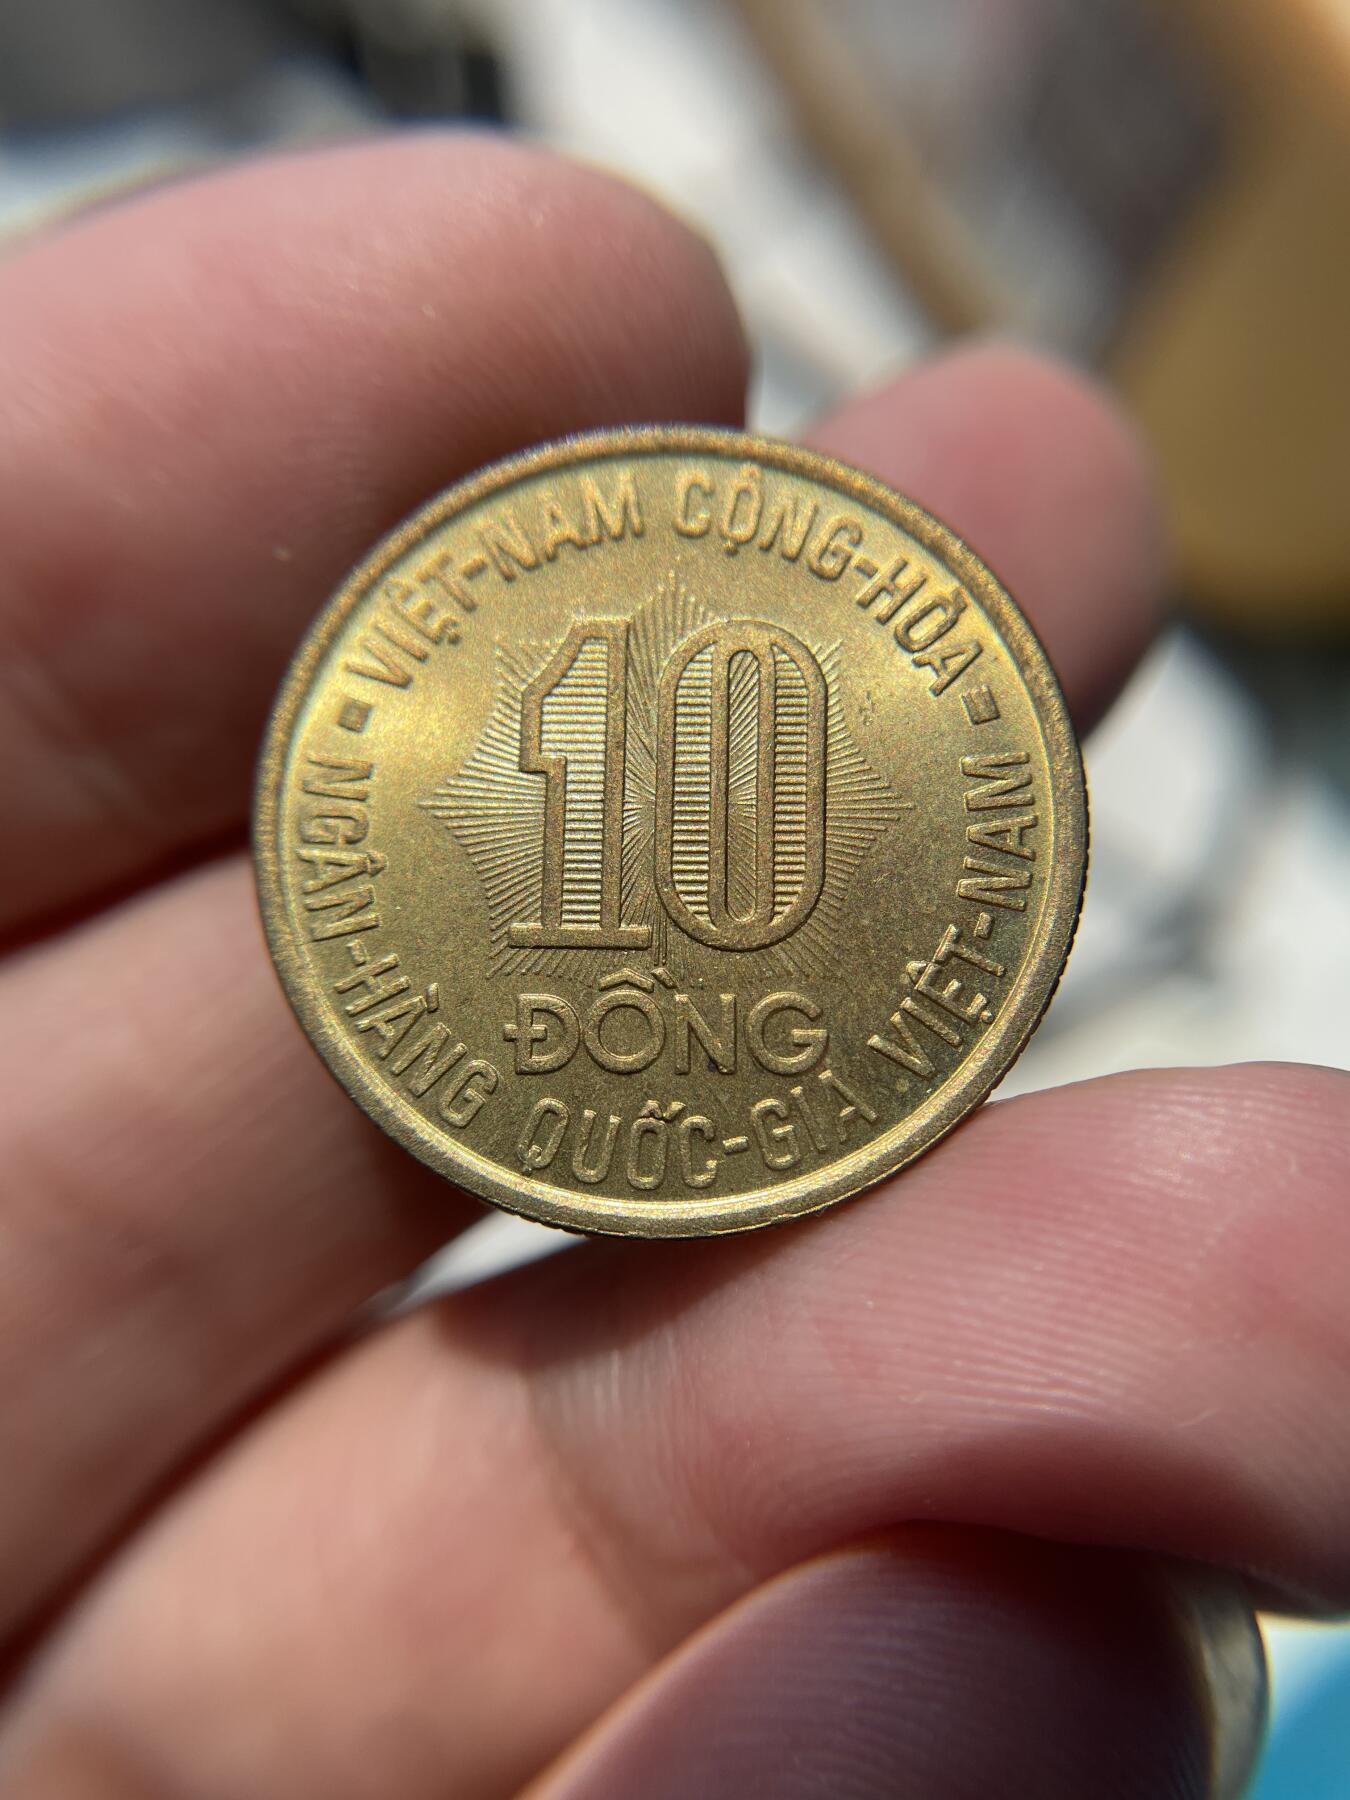 VIỆT-NAM CỘNG-HÒA
10
ĐỒNG
NGÂN-HÀNG QUỐC-GIA VIỆT-NAM